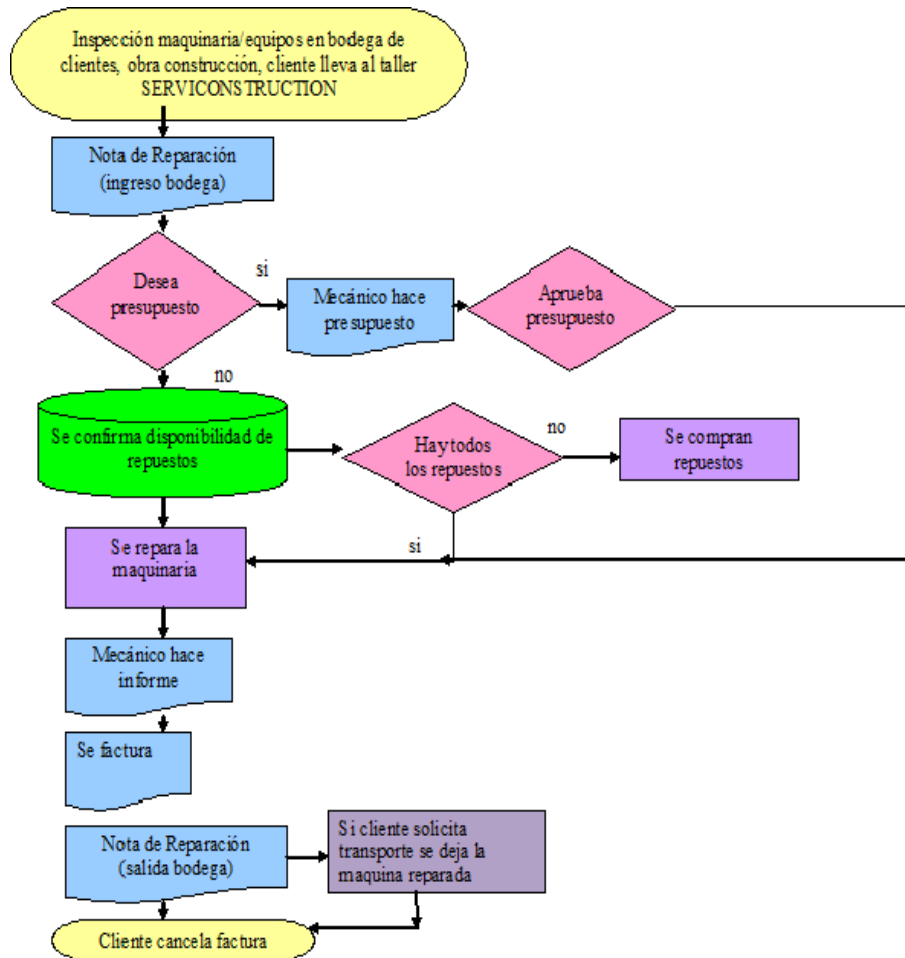 Inspección maquinaria/equipos en bodega de
clientes, obra construcción, cliente lleva al taller
SERVICONSTRUCTION
Nota de Reparación
(ingreso bodega)
Desea
presupuesto
si
Mecánico hace
presupuesto
Aprueba
presupuesto
no
Se confirma disponibilidad de
repuestos
Hay todos
los repuestos
no
Se compran
repuestos
si
Se repara la
maquinaria
Mecánico hace
informe
Se factura
Nota de Reparación
(salida bodega)
Si cliente solicita
transporte se deja la
maquina reparada
Cliente cancela factura